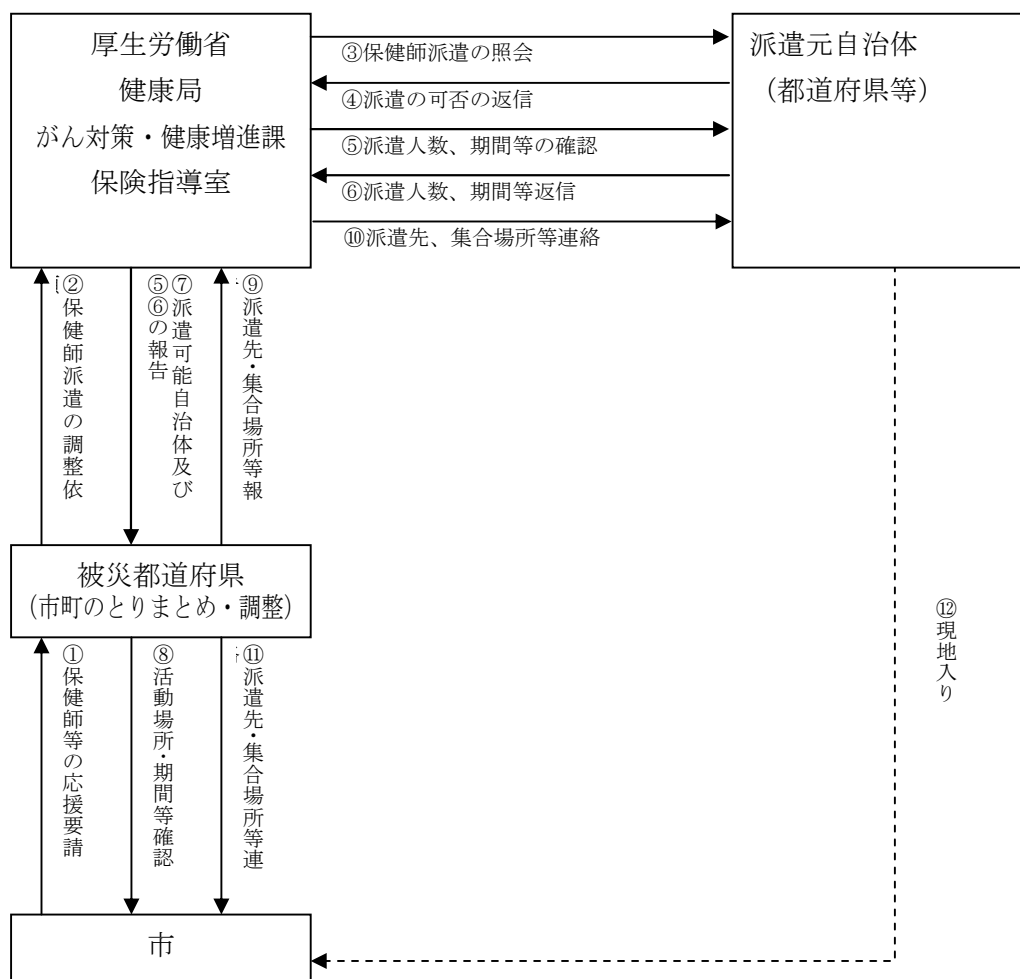 厚生労働省
健康局
がん対策・健康増進課
保険指導室
派遣元自治体
(都道府県等)
③保健師派遣の照会
④派遣の可否の返信
⑤派遣人数、期間等の確認
⑥派遣人数、期間等返信
⑩派遣先、集合場所等連絡
②保健師派遣の調整依
⑦派遣可能自治体及び
⑤⑥の報告
⑨派遣先・集合場所等報
被災都道府県
(市町のとりまとめ・調整)
①保健師等の応援要請
⑧活動場所・期間等確認
⑪派遣先・集合場所等連
⑫現地入り
市